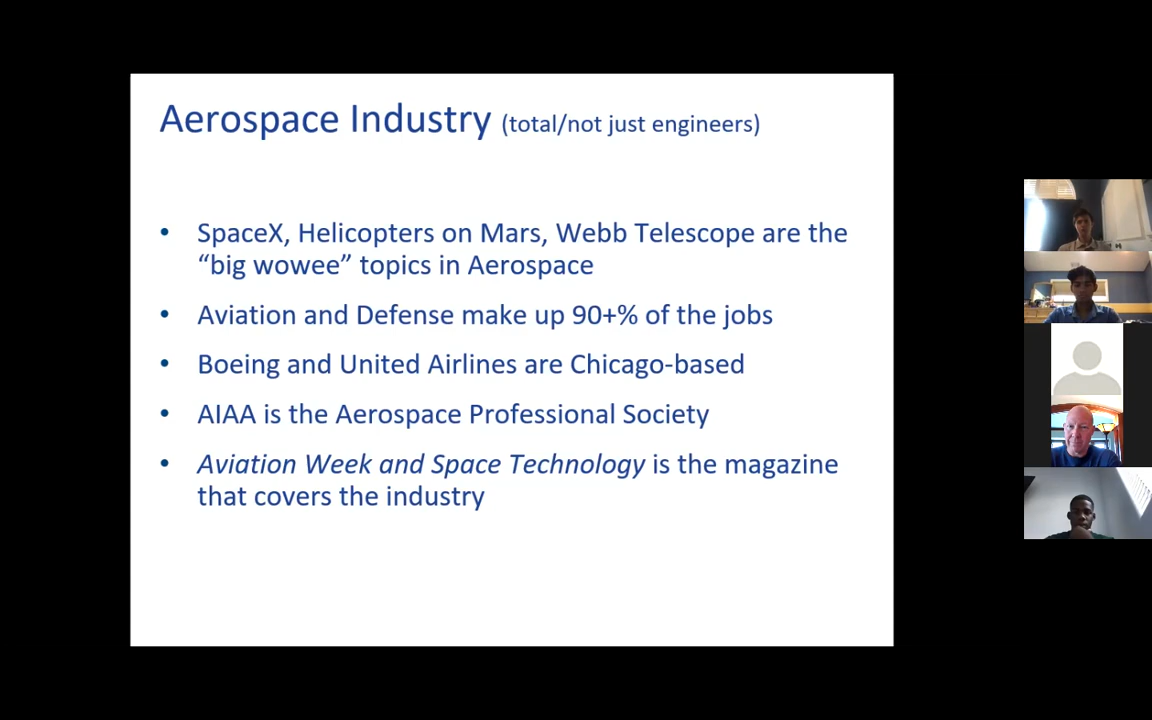 Aerospace Industry (total/not just engineers)
• SpaceX, Helicopters on Mars, Webb Telescope are the
“big wowee” topics in Aerospace
• Aviation and Defense make up 90+% of the jobs
• Boeing and United Airlines are Chicago-based
• AIAA is the Aerospace Professional Society
• Aviation Week and Space Technology is the magazine
that covers the industry